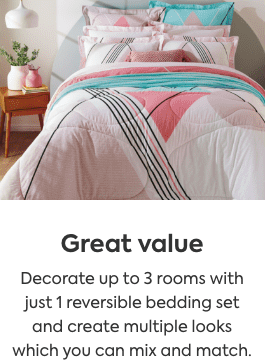 Great value
Decorate up to 3 rooms with
just 1 reversible bedding set
and create multiple looks
which you can mix and match.